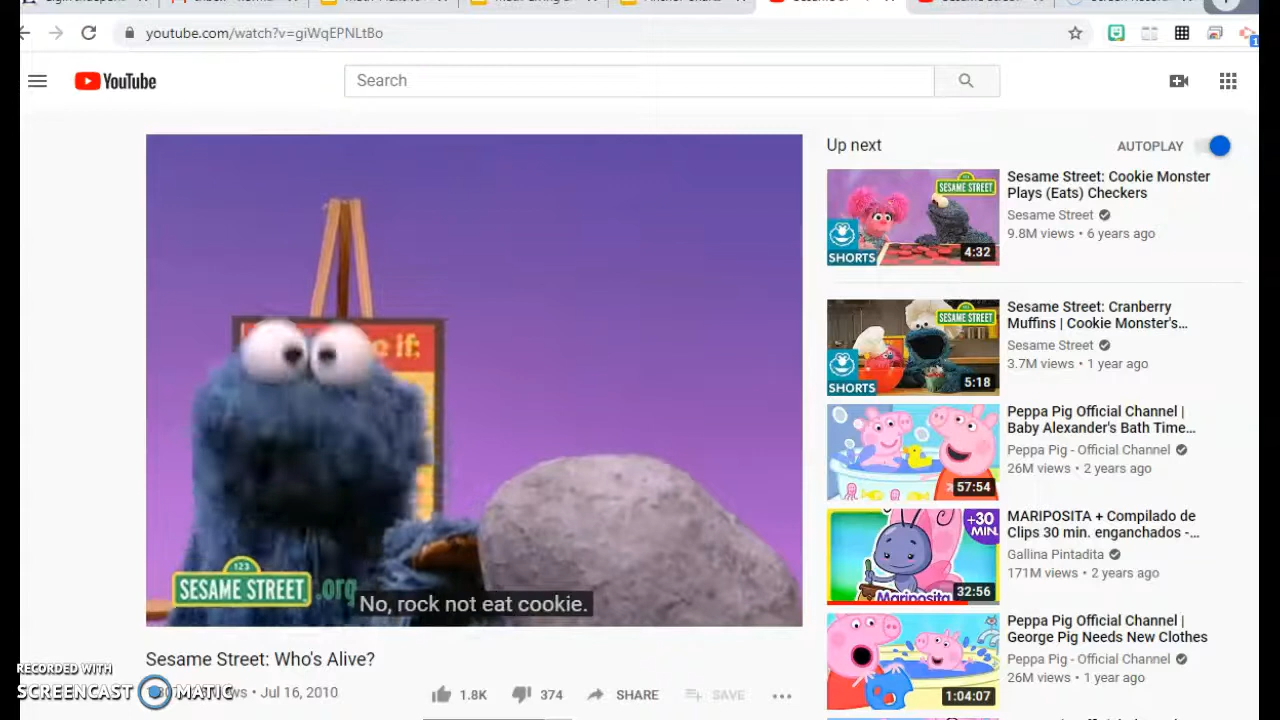 youtube.com/watch?v=giWqEPNLtBo
YouTube
Search
Up next
AUTOPLAY
Sesame Street: Cookie Monster
Plays (Eats) Checkers
Sesame Street
9.8M views • 6 years ago
SESAME STREET
SHORTS
4:32
Sesame Street: Cranberry
Muffins | Cookie Monster's...
Sesame Street
3.7M views • 1 year ago
SESAME STREET
SHORTS
5:18
Peppa Pig Official Channel |
Baby Alexander's Bath Time...
Peppa Pig - Official Channel
26M views • 2 years ago
57:54
MARIPOSITA + Compilado de
Clips 30 min. enganchados -...
Gallina Pintadita
171M views • 2 years ago
+30
MIN.
Mariposita
32:56
Peppa Pig Official Channel |
George Pig Needs New Clothes
Peppa Pig - Official Channel
26M views • 1 year ago
1:04:07
e if:
123
SESAME STREET .org
No, rock not eat cookie.
Sesame Street: Who's Alive?
Jul 16, 2010
1.8K
374
SHARE
SAVE
RECORDED WITH
SCREENCAST MATIC